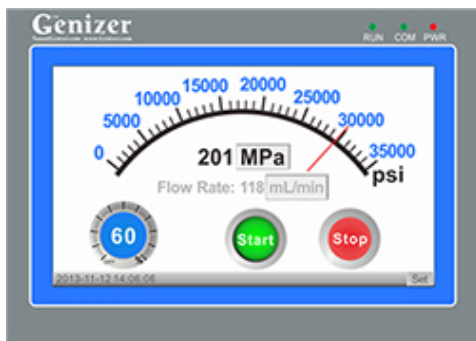 Genizer
RUN COM PWR
0 5000 10000 15000 20000 25000 30000 35000
psi
201 MPa
Flow Rate: 118 mL/min
60
Start
Stop
2013-11-12 14:06:06
Set